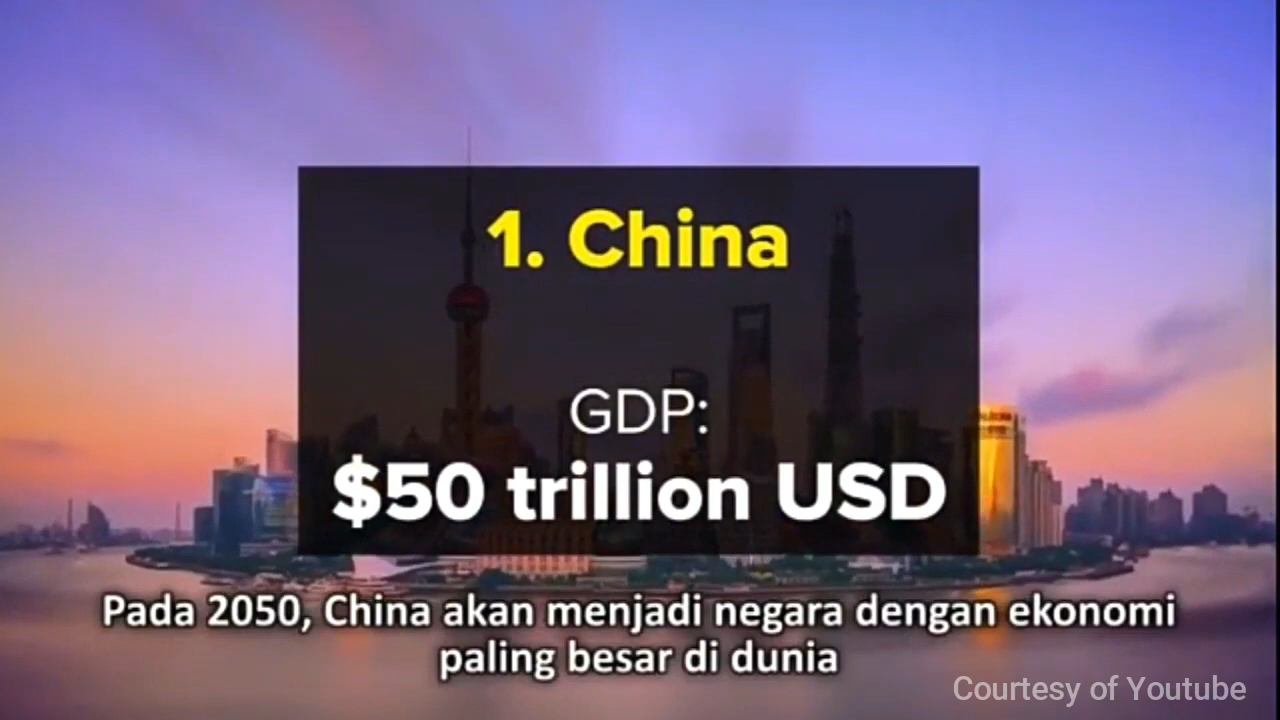 1. China
GDP:
$50 trillion USD
Pada 2050, China akan menjadi negara dengan ekonomi
paling besar di dunia
Courtesy of Youtube